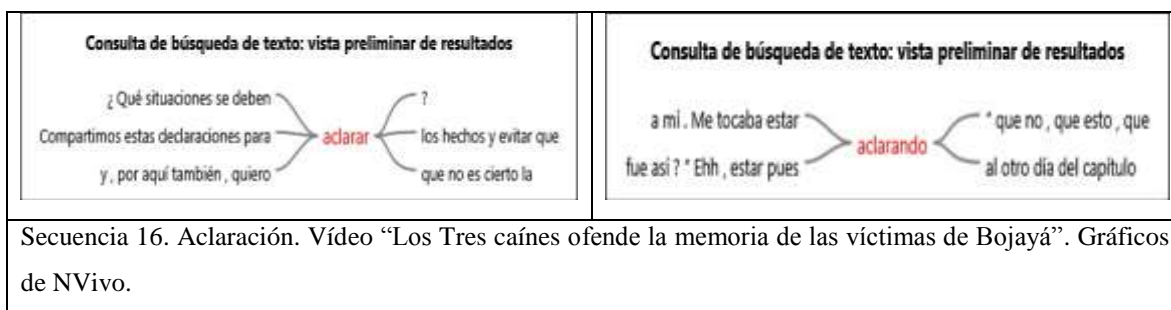 Consulta de búsqueda de texto: vista preliminar de resultados
¿ Qué situaciones se deben
Compartimos estas declaraciones para
y , por aquí también , quiero
aclarar
?
los hechos y evitar que
que no es cierto la
Consulta de búsqueda de texto: vista preliminar de resultados
a mí . Me tocaba estar
fue así ? " Ehh , estar pues
aclarando
" que no , que esto , que
al otro día del capítulo
Secuencia 16. Aclaración. Vídeo “Los Tres caínes ofende la memoria de las víctimas de Bojayá”. Gráficos
de NVivo.